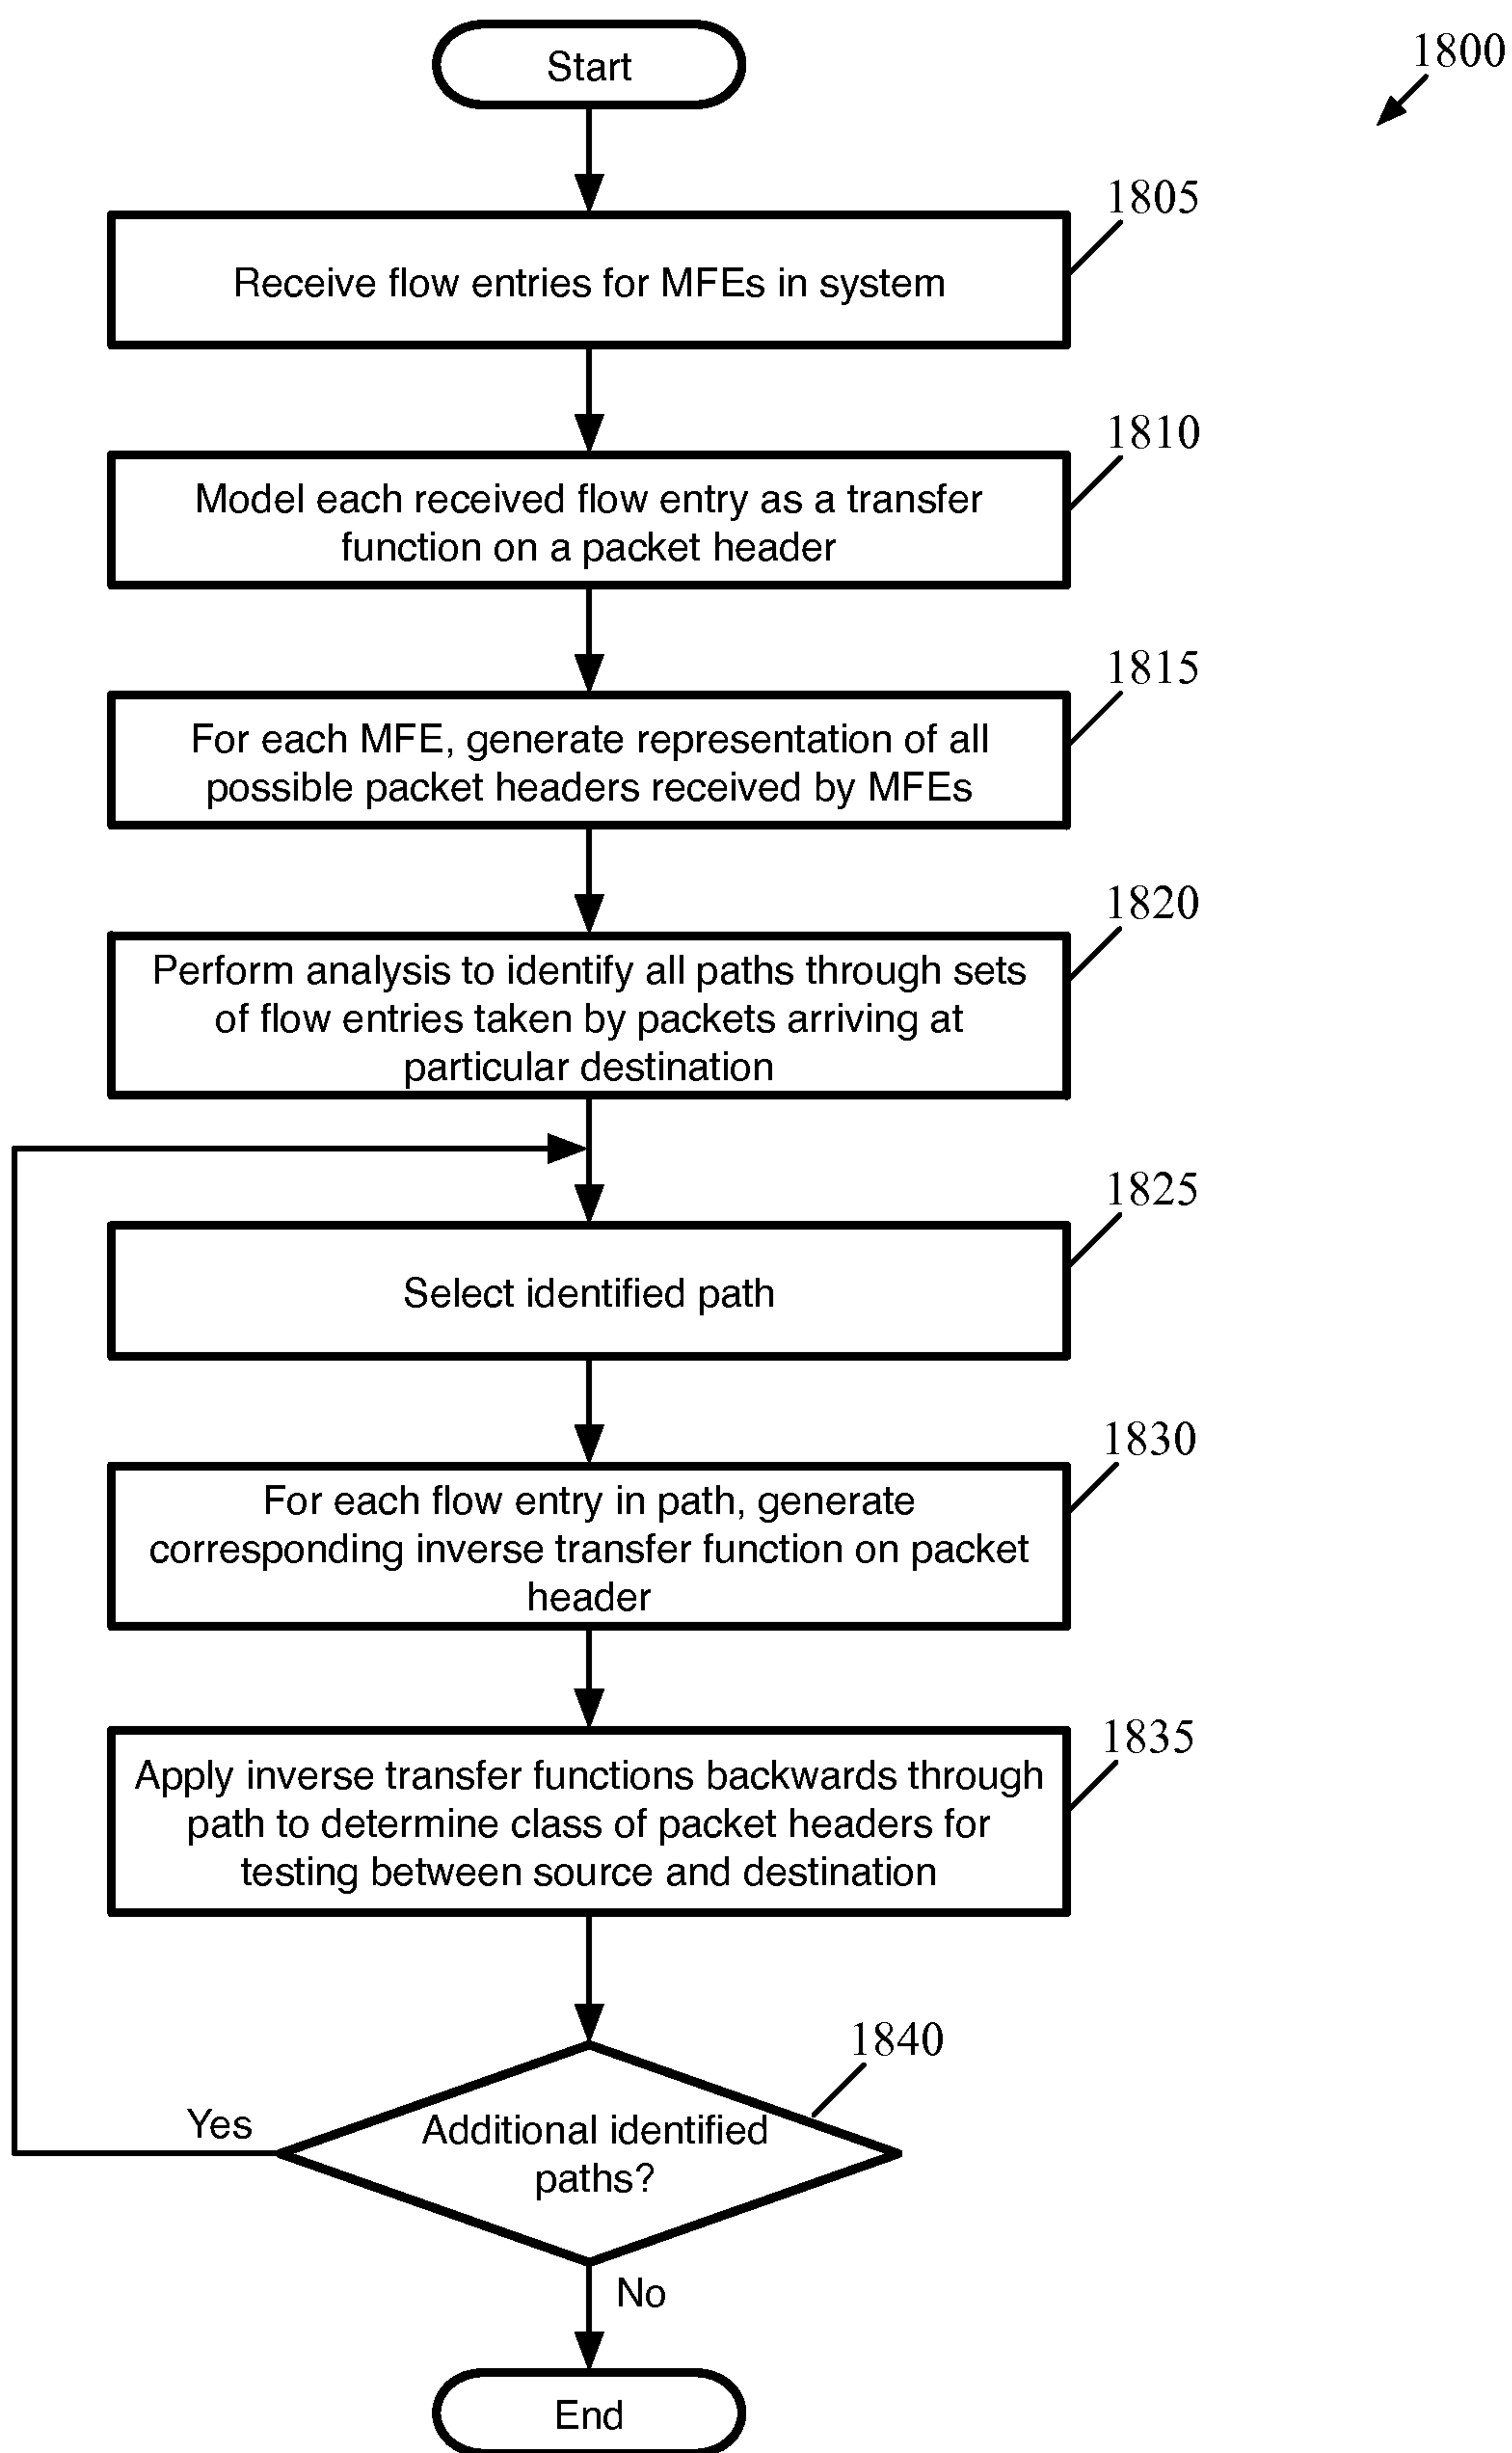 Start
1800
1805
Receive flow entries for MFEs in system
1810
Model each received flow entry as a transfer
function on a packet header
1815
For each MFE, generate representation of all
possible packet headers received by MFEs
1820
Perform analysis to identify all paths through sets
of flow entries taken by packets arriving at
particular destination
1825
Select identified path
1830
For each flow entry in path, generate
corresponding inverse transfer function on packet
header
1835
Apply inverse transfer functions backwards through
path to determine class of packet headers for
testing between source and destination
1840
Yes
Additional identified
paths?
No
End